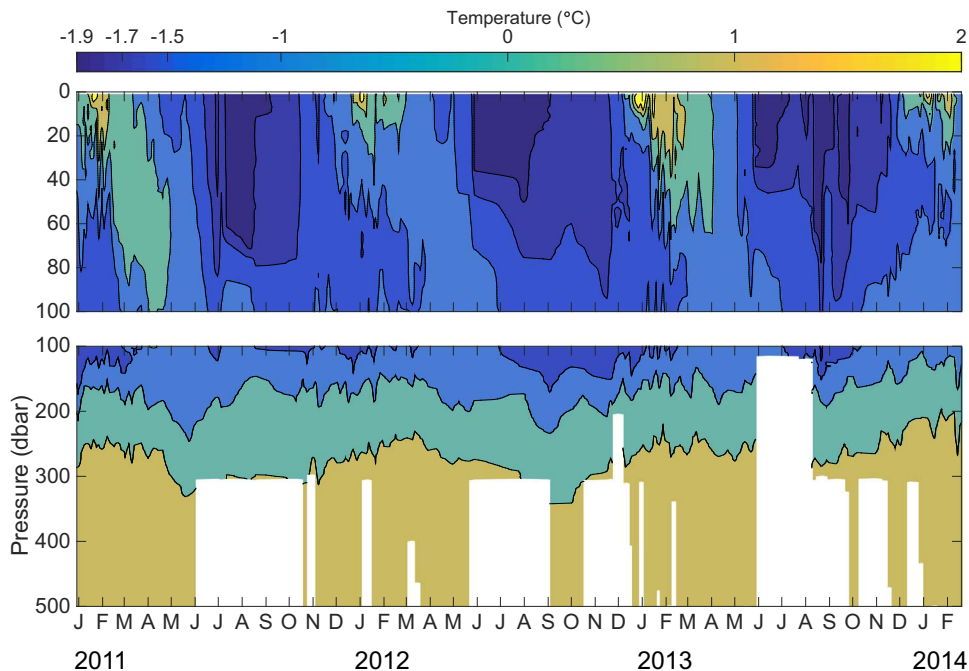 Temperature (°C)
-1.9 -1.7 -1.5 -1 0 1 2
0
20
40
60
80
100
100
200
300
400
500
Pressure (dbar)
J F M A M J J A S O N D J F M A M J J A S O N D J F M A M J J A S O N D J F
2011 2012 2013 2014